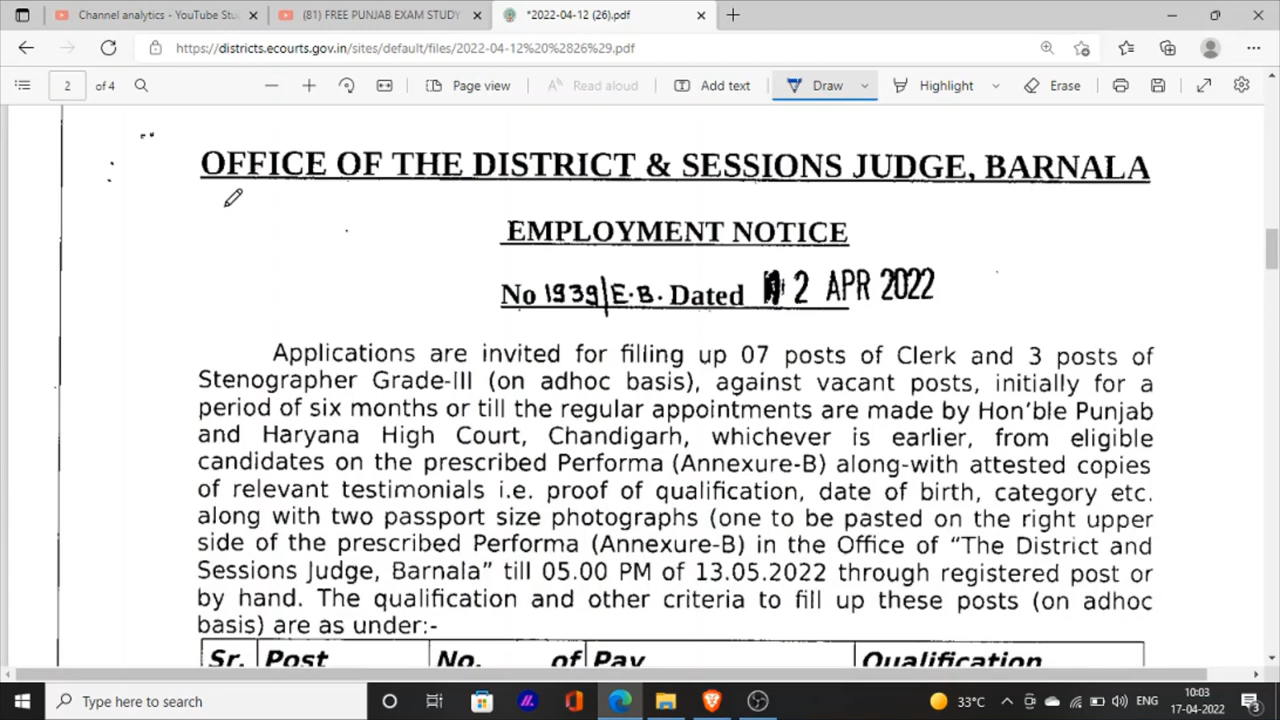 Channel analytics - YouTube Stu
(81) FREE PUNJAB EXAM STUDY
*2022-04-12 (26).pdf
https://districts.ecourts.gov.in/sites/default/files/2022-04-12%20%2826%29.pdf
2 of 4 Page view Read aloud Add text Draw Highlight Erase
OFFICE OF THE DISTRICT & SESSIONS JUDGE, BARNALA
EMPLOYMENT NOTICE
No 1939/E.B. Dated 2 APR 2022
Applications are invited for filling up 07 posts of Clerk and 3 posts of
Stenographer Grade-III (on adhoc basis), against vacant posts, initially for a
period of six months or till the regular appointments are made by Hon'ble Punjab
and Haryana High Court, Chandigarh, whichever is earlier, from eligible
candidates on the prescribed Performa (Annexure-B) along-with attested copies
of relevant testimonials i.e. proof of qualification, date of birth, category etc.
along with two passport size photographs (one to be pasted on the right upper
side of the prescribed Performa (Annexure-B) in the Office of “The District and
Sessions Judge, Barnala” till 05.00 PM of 13.05.2022 through registered post or
by hand. The qualification and other criteria to fill up these posts (on adhoc
basis) are as under:-
Sr. Post No. of Pay Qualification
Type here to search
33°C
ENG
10:03
17-04-2022
3